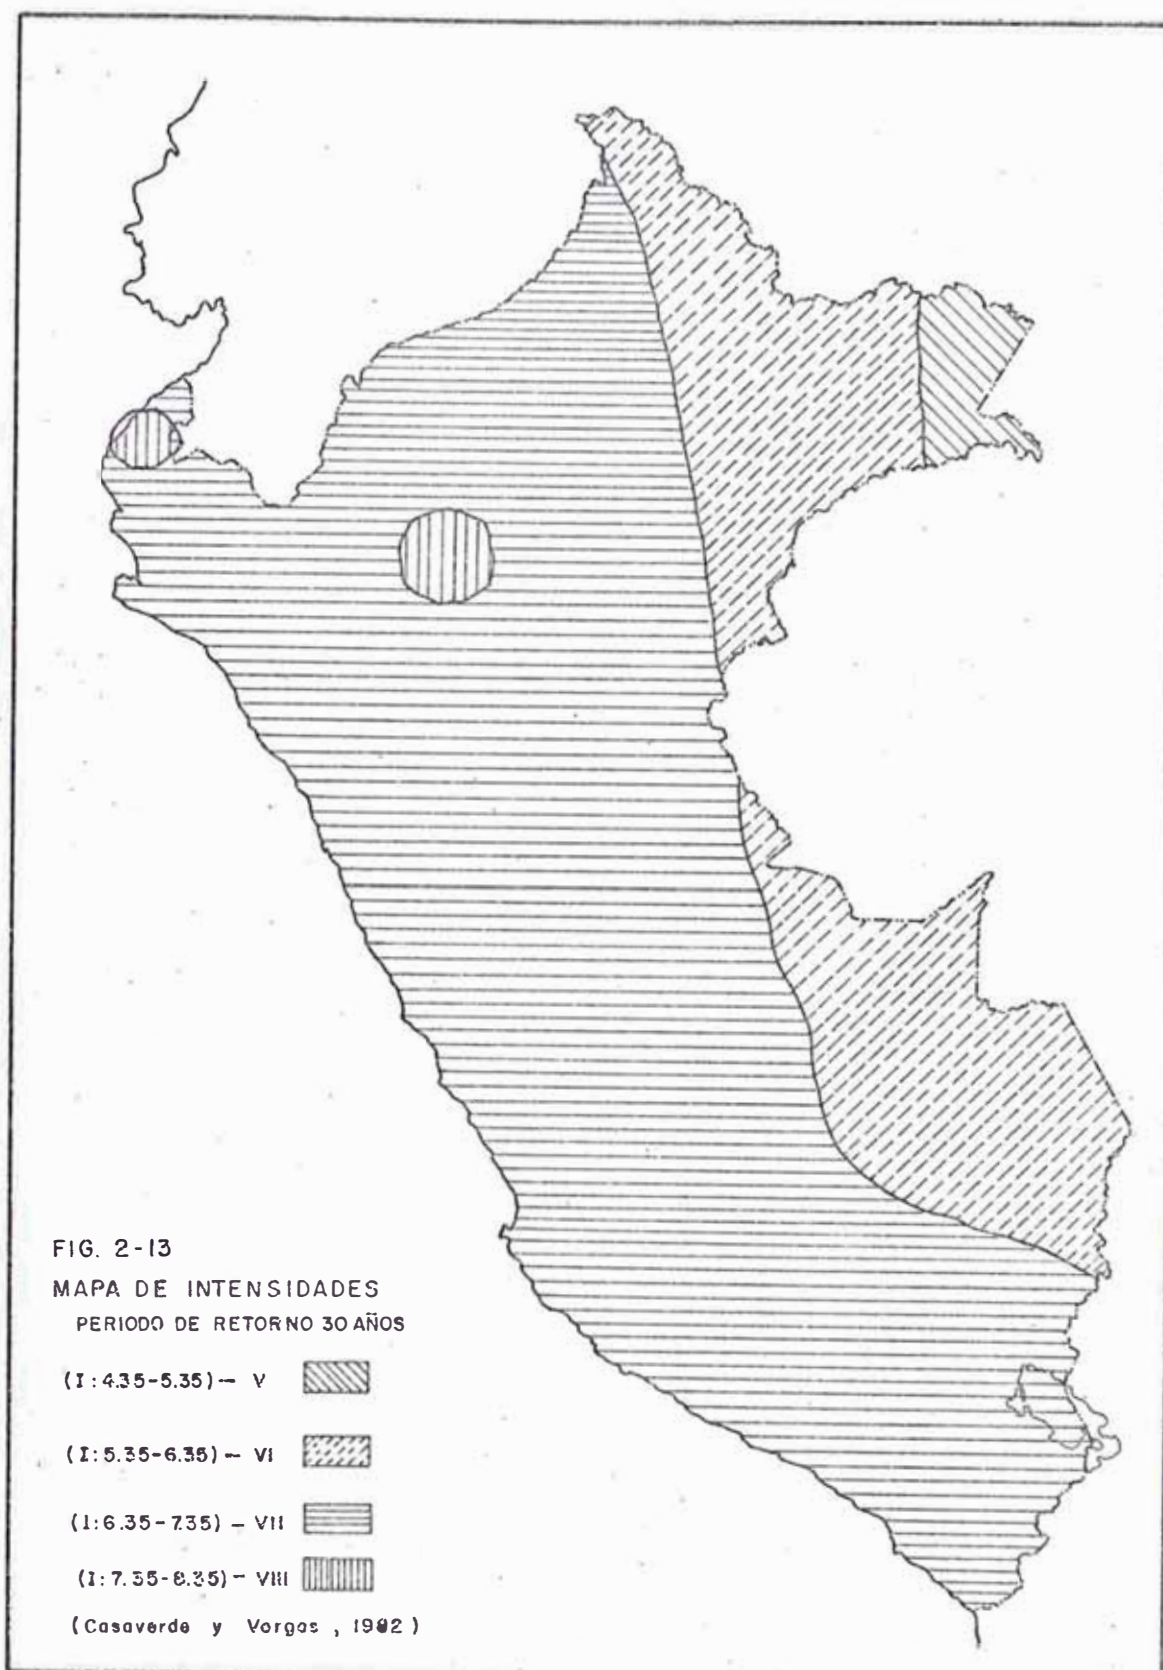 FIG. 2-13
MAPA DE INTENSIDADES
PERIODO DE RETORNO 30 AÑOS
(I:4.35-5.35) - V
(I:5.35-6.35) - VI
(I:6.35-7.35) - VII
(I:7.35-8.35) - VIII
(Casaverde y Vargas, 1982)